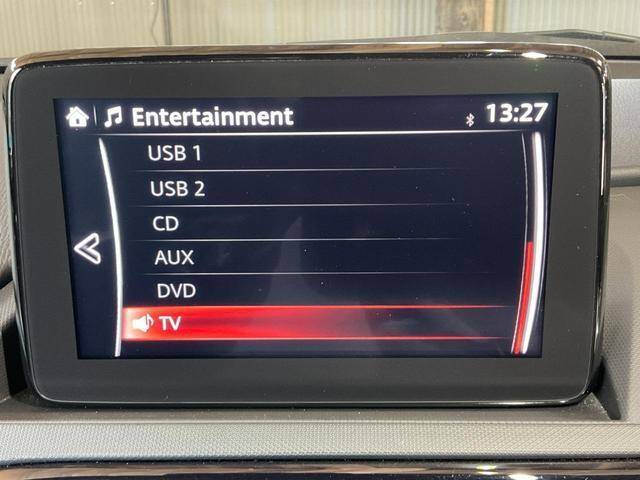 Entertainment 13:27
USB 1
USB 2
CD
AUX
DVD
TV